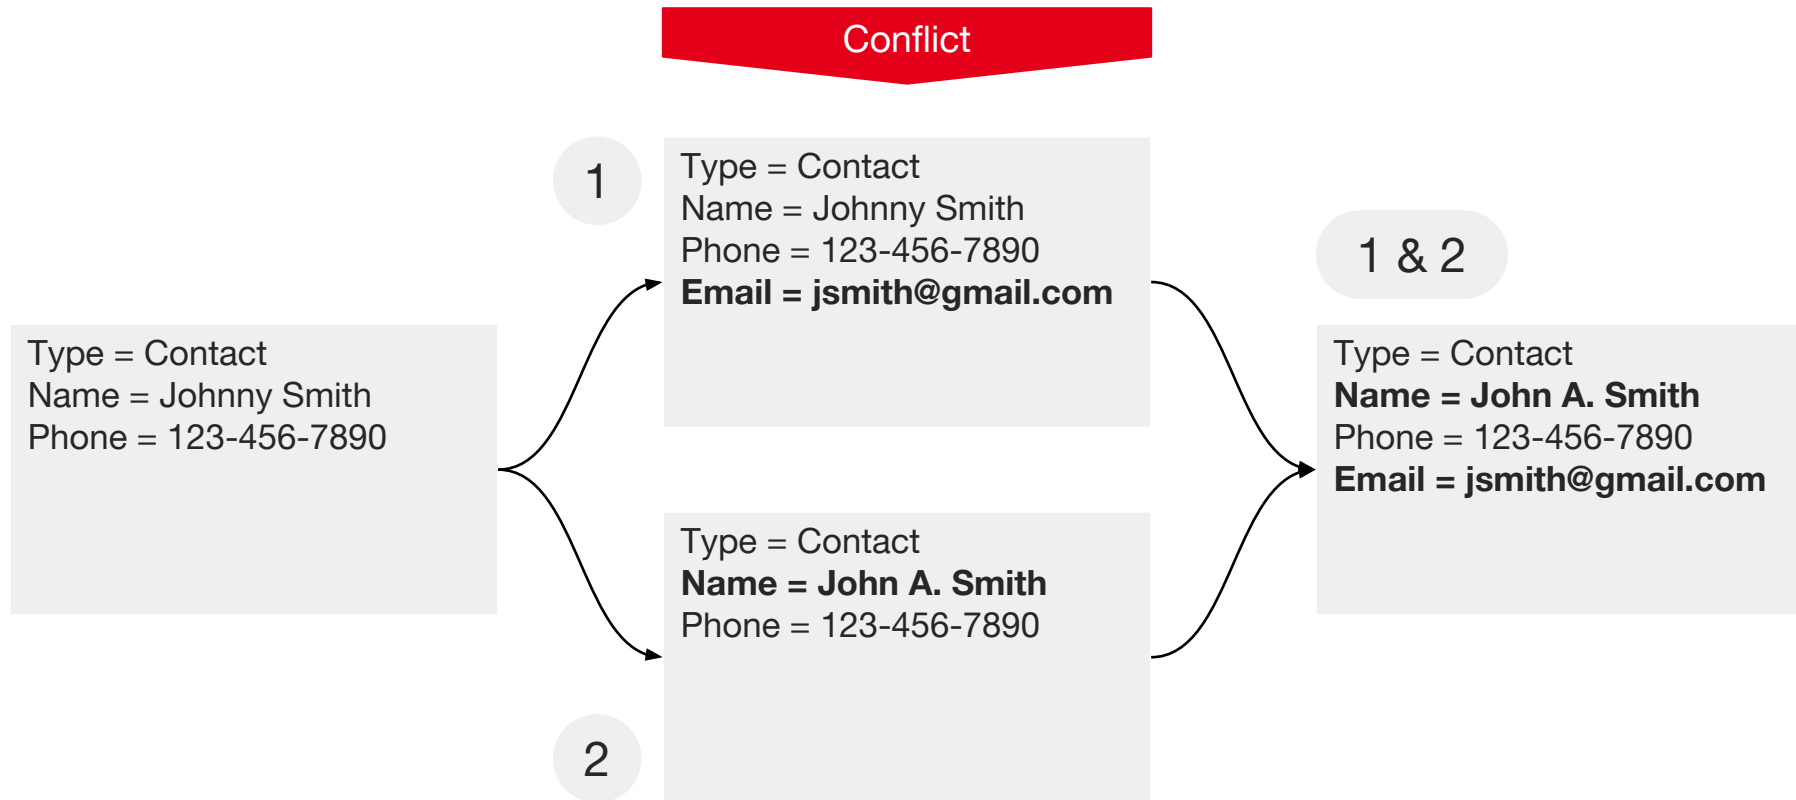 Conflict
1
Type = Contact
Name = Johnny Smith
Phone = 123-456-7890
Email = jsmith@gmail.com
1 & 2
Type = Contact
Name = Johnny Smith
Phone = 123-456-7890
Type = Contact
Name = John A. Smith
Phone = 123-456-7890
Email = jsmith@gmail.com
Type = Contact
Name = John A. Smith
Phone = 123-456-7890
2